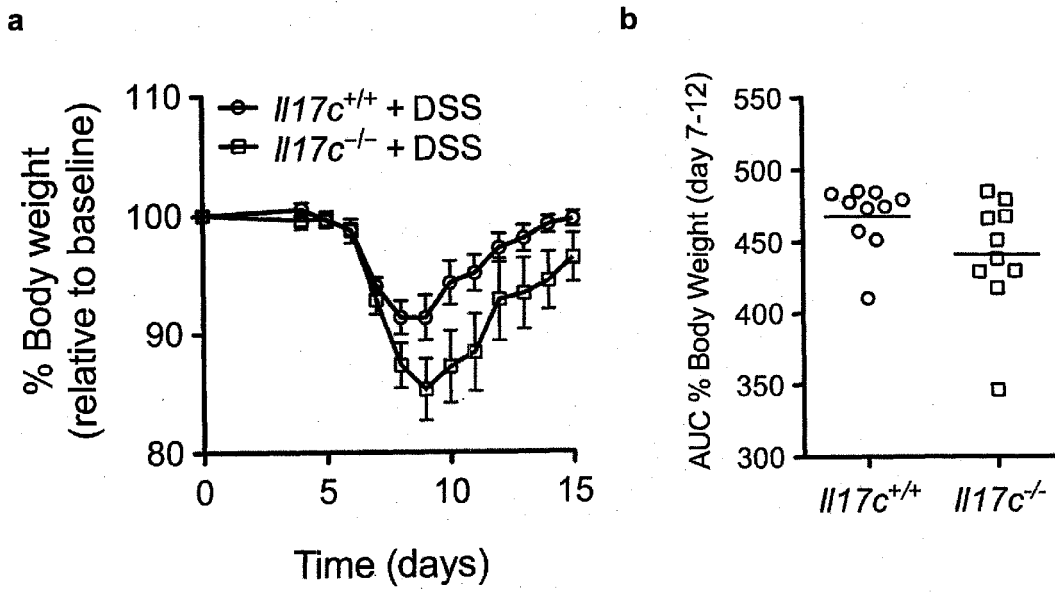 a
b
110
100
90
80
% Body weight
(relative to baseline)
Il17c+/+ + DSS
Il17c−/− + DSS
0 5 10 15
Time (days)
AUC % Body Weight (day 7-12)
550
500
450
400
350
300
Il17c+/+ Il17c-/-